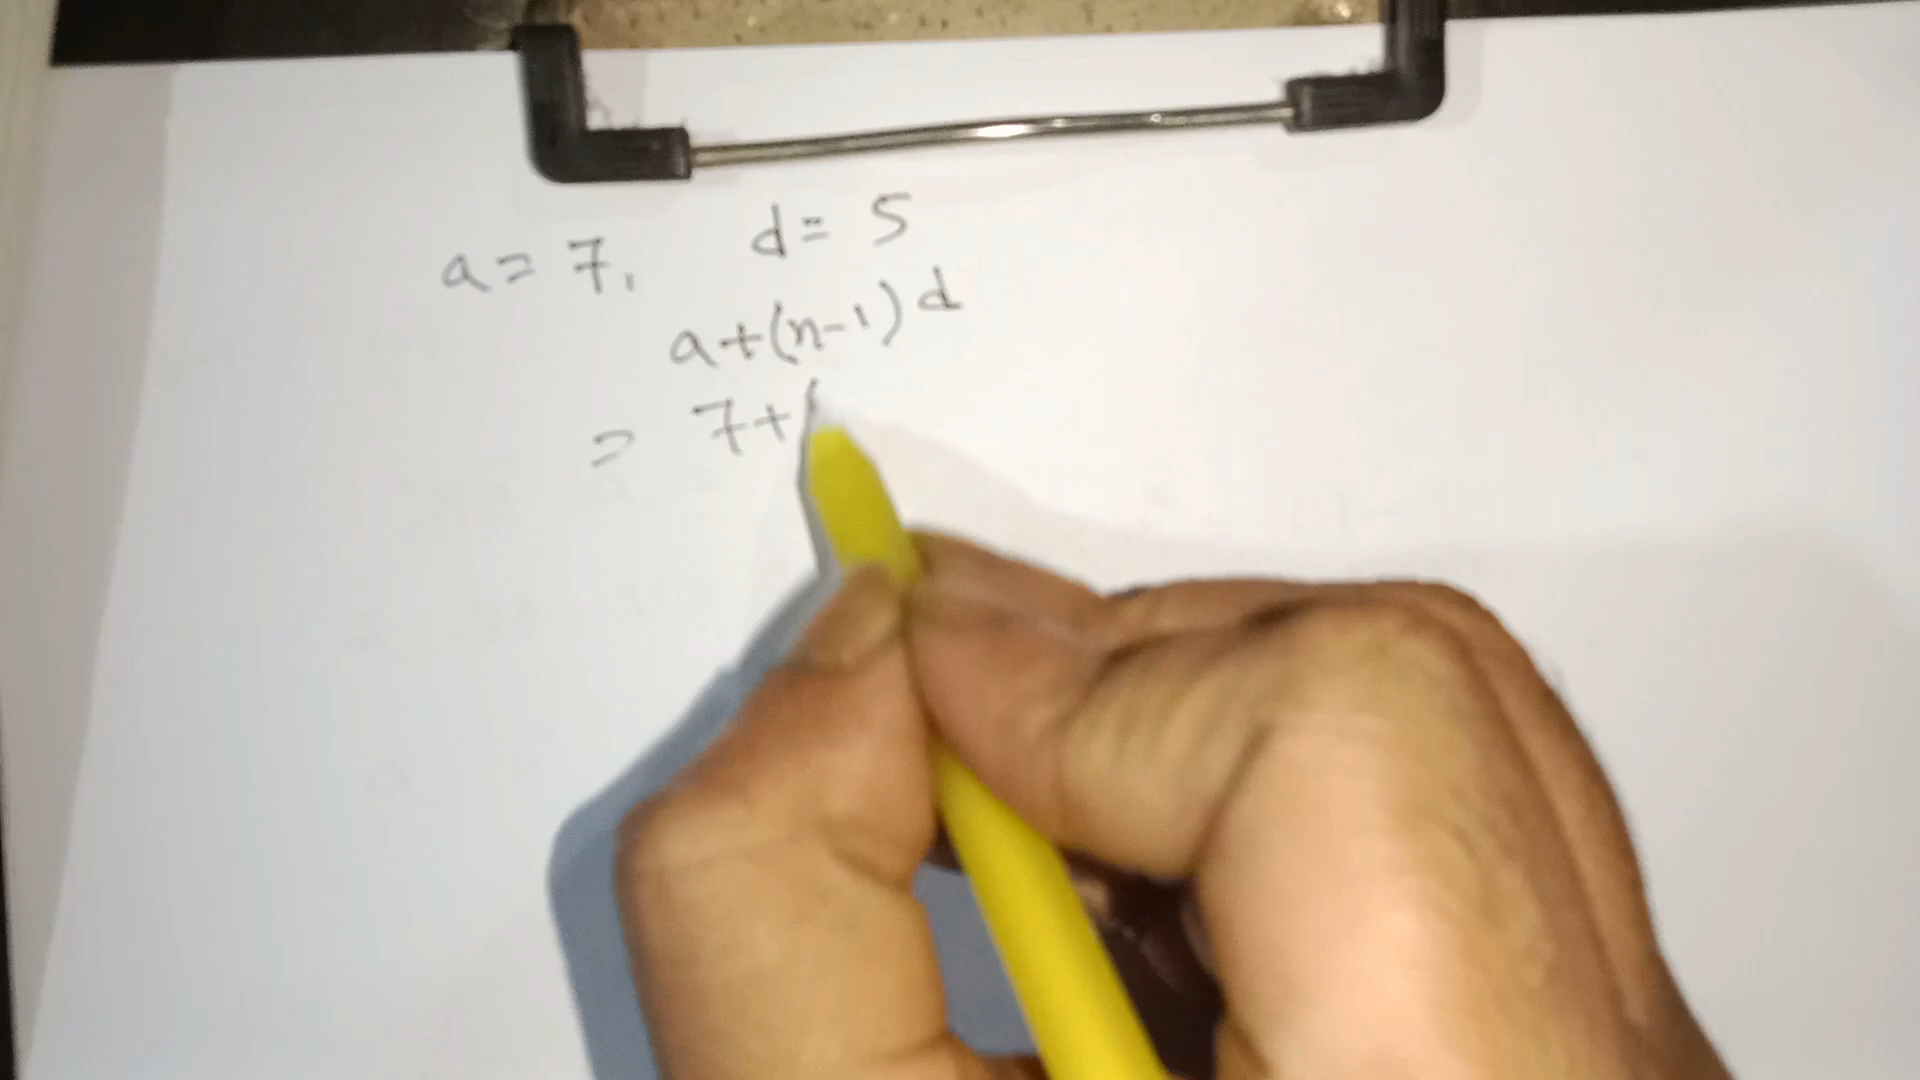 a = 7, d = 5
a+(n-1)d
= 7+(